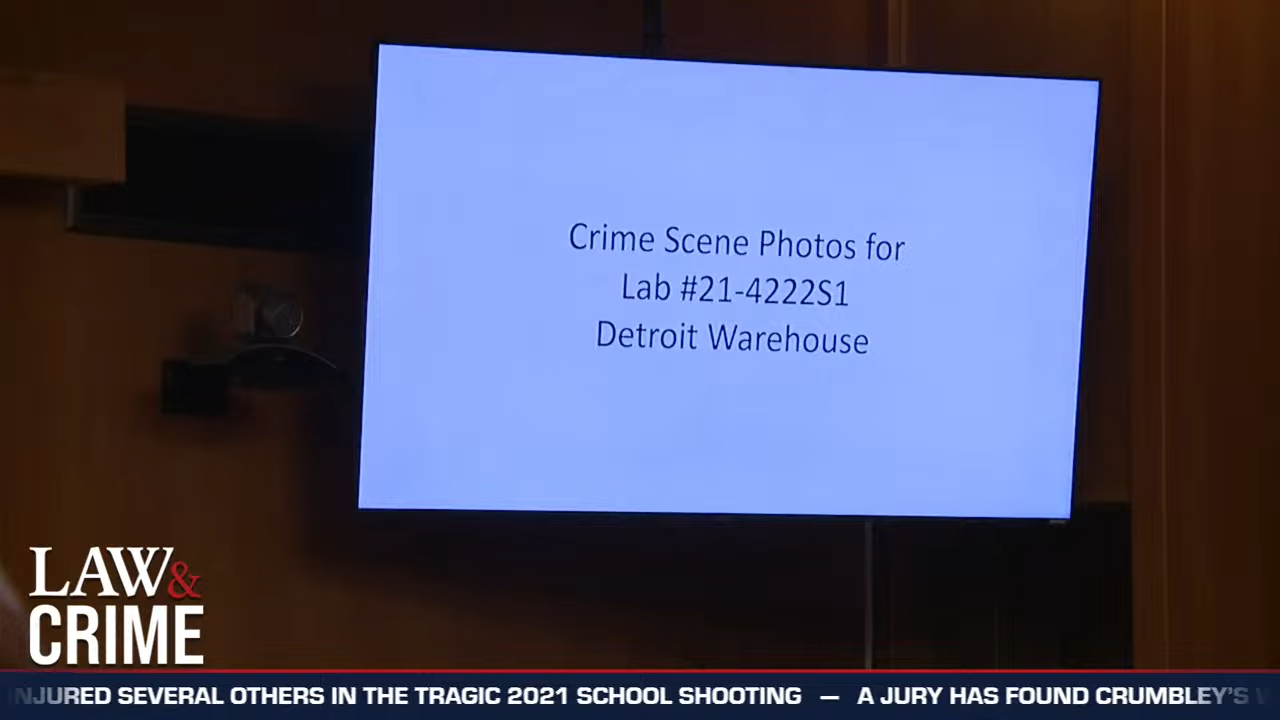 Crime Scene Photos for
Lab #21-4222S1
Detroit Warehouse
LAW&
CRIME
INJURED SEVERAL OTHERS IN THE TRAGIC 2021 SCHOOL SHOOTING — A JURY HAS FOUND CRUMBLEY'S